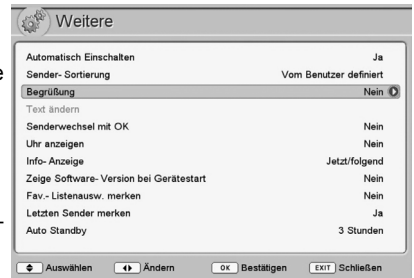 Weitere
Automatisch Einschalten Ja
Sender- Sortierung Vom Benutzer definiert
Begrüßung Nein
Text ändern
Senderwechsel mit OK Nein
Uhr anzeigen Nein
Info- Anzeige Jetzt/folgend
Zeige Software- Version bei Gerätestart Nein
Fav.- Listenausw. merken Nein
Letzten Sender merken Ja
Auto Standby 3 Stunden
Auswählen Ändern OK Bestätigen EXIT Schließen